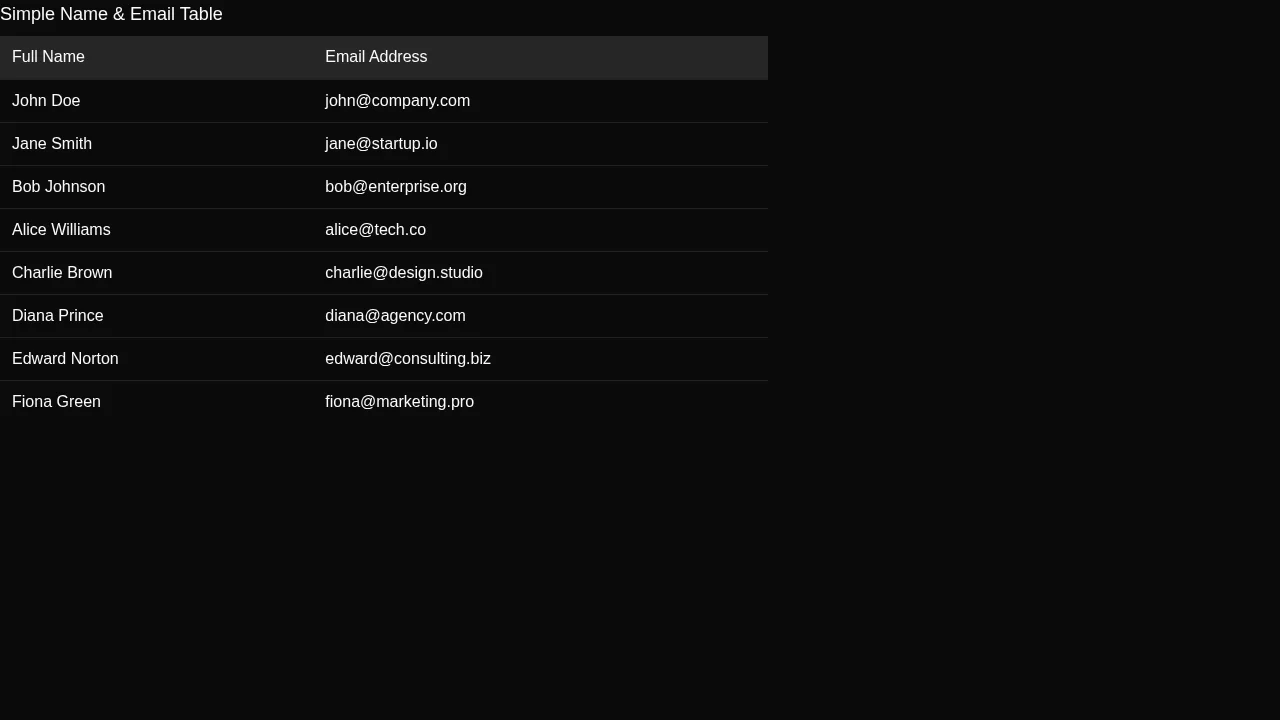 Simple Name & Email Table
Full Name Email Address
John Doe john@company.com
Jane Smith jane@startup.io
Bob Johnson bob@enterprise.org
Alice Williams alice@tech.co
Charlie Brown charlie@design.studio
Diana Prince diana@agency.com
Edward Norton edward@consulting.biz
Fiona Green fiona@marketing.pro